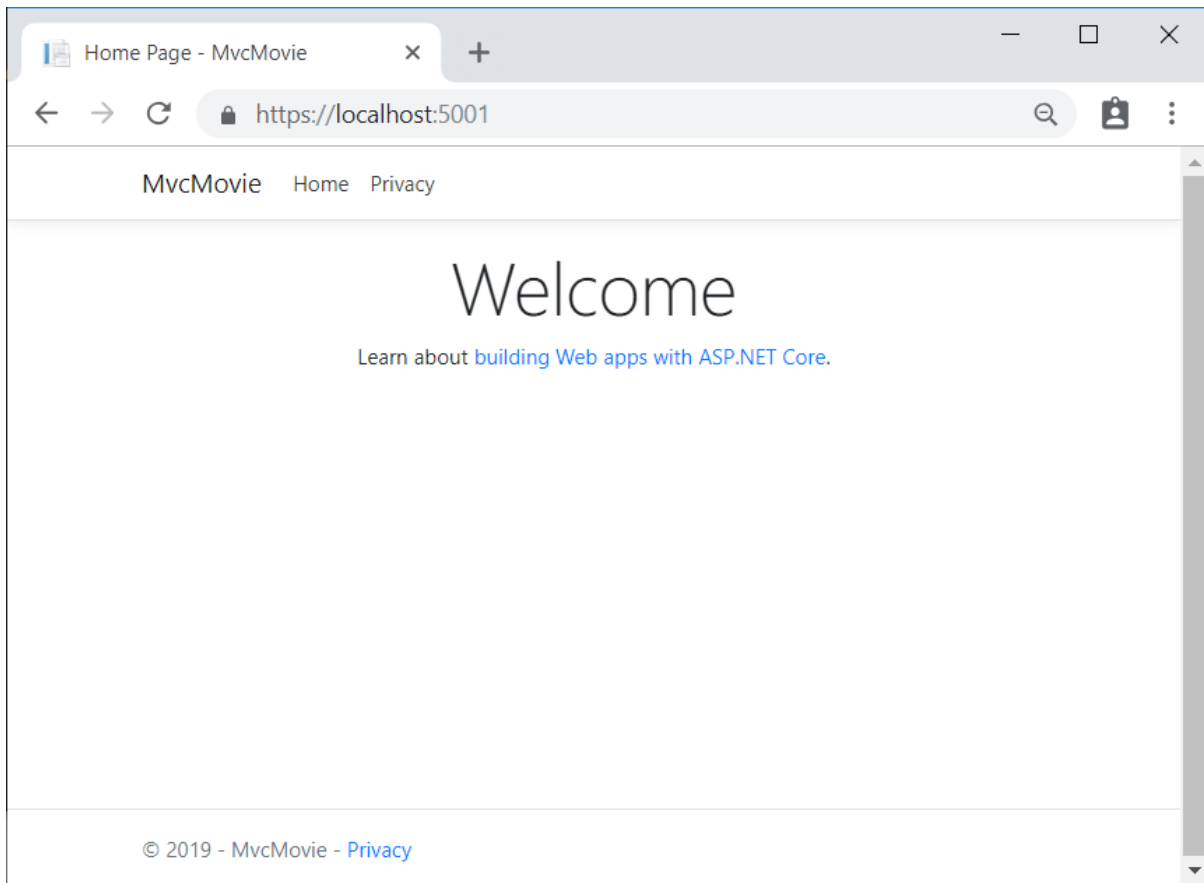 Home Page - MvcMovie
https://localhost:5001
MvcMovie Home Privacy
Welcome
Learn about building Web apps with ASP.NET Core.
© 2019 - MvcMovie - Privacy